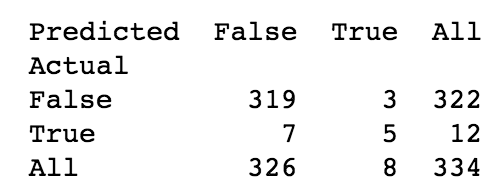 Predicted  False  True  All
Actual
False        319     3  322
True           7     5   12
All          326     8  334